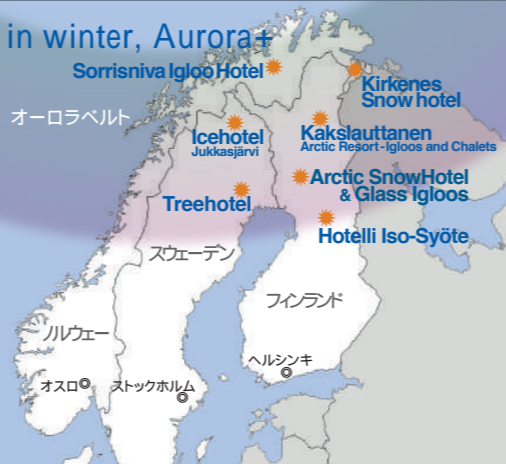 in winter, Aurora+
Sorrisniva Igloo Hotel
Kirkenes
Snow hotel
オーロラベルト
Icehotel
Jukkasjärvi
Kakslauttanen
Arctic Resort-Igloos and Chalets
Arctic SnowHotel
& Glass Igloos
Treehotel
Hotelli Iso-Syöte
スウェーデン
フィンランド
ノルウェー
ヘルシンキ
オスロ
ストックホルム